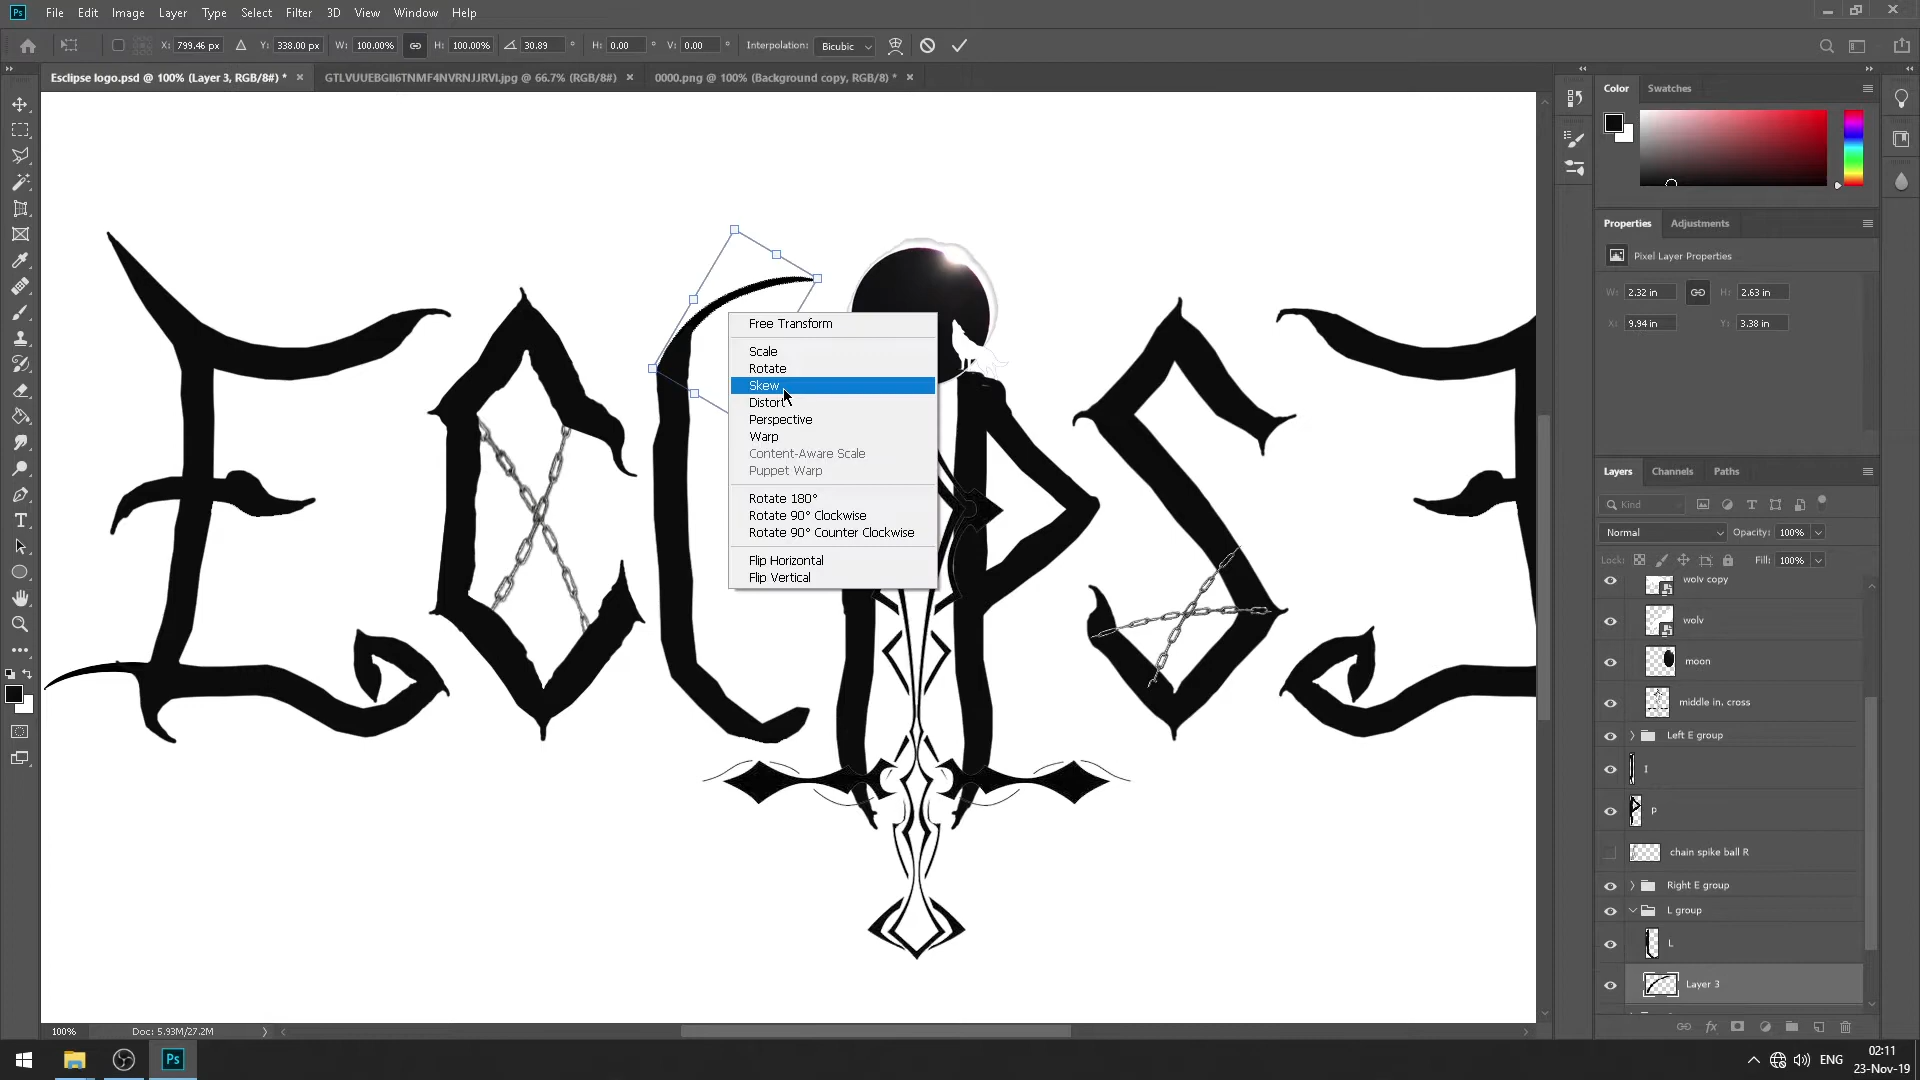 Ps File Edit Image Layer Type Select Filter 3D View Window Help
X: 799.46 px Y: 338.00 px W: 100.00% H: 100.00% 30.89 ° H: 0.00 ° V: 0.00 ° Interpolation: Bicubic
Esclipse logo.psd @ 100% (Layer 3, RGB/8#) * × GTLVUUEBGII6TNMF4NVRNJJRVI.jpg @ 66.7% (RGB/8#) × 0000.png @ 100% (Background copy, RGB/8) * ×
Color Swatches
Properties Adjustments
Pixel Layer Properties
W: 2.32 in H: 2.63 in
X: 9.94 in Y: 3.38 in
ECLIPSE
Free Transform
Scale
Rotate
Skew
Distort
Perspective
Warp
Content-Aware Scale
Puppet Warp
Rotate 180°
Rotate 90° Clockwise
Rotate 90° Counter Clockwise
Flip Horizontal
Flip Vertical
Layers Channels Paths
Kind
Normal Opacity: 100%
Lock: Fill: 100%
wolv copy
wolv
moon
middle in. cross
Left E group
I
P
chain spike ball R
Right E group
L group
L
Layer 3
100% Doc: 5.93M/27.2M
Ps
ENG
02:11
23-Nov-19